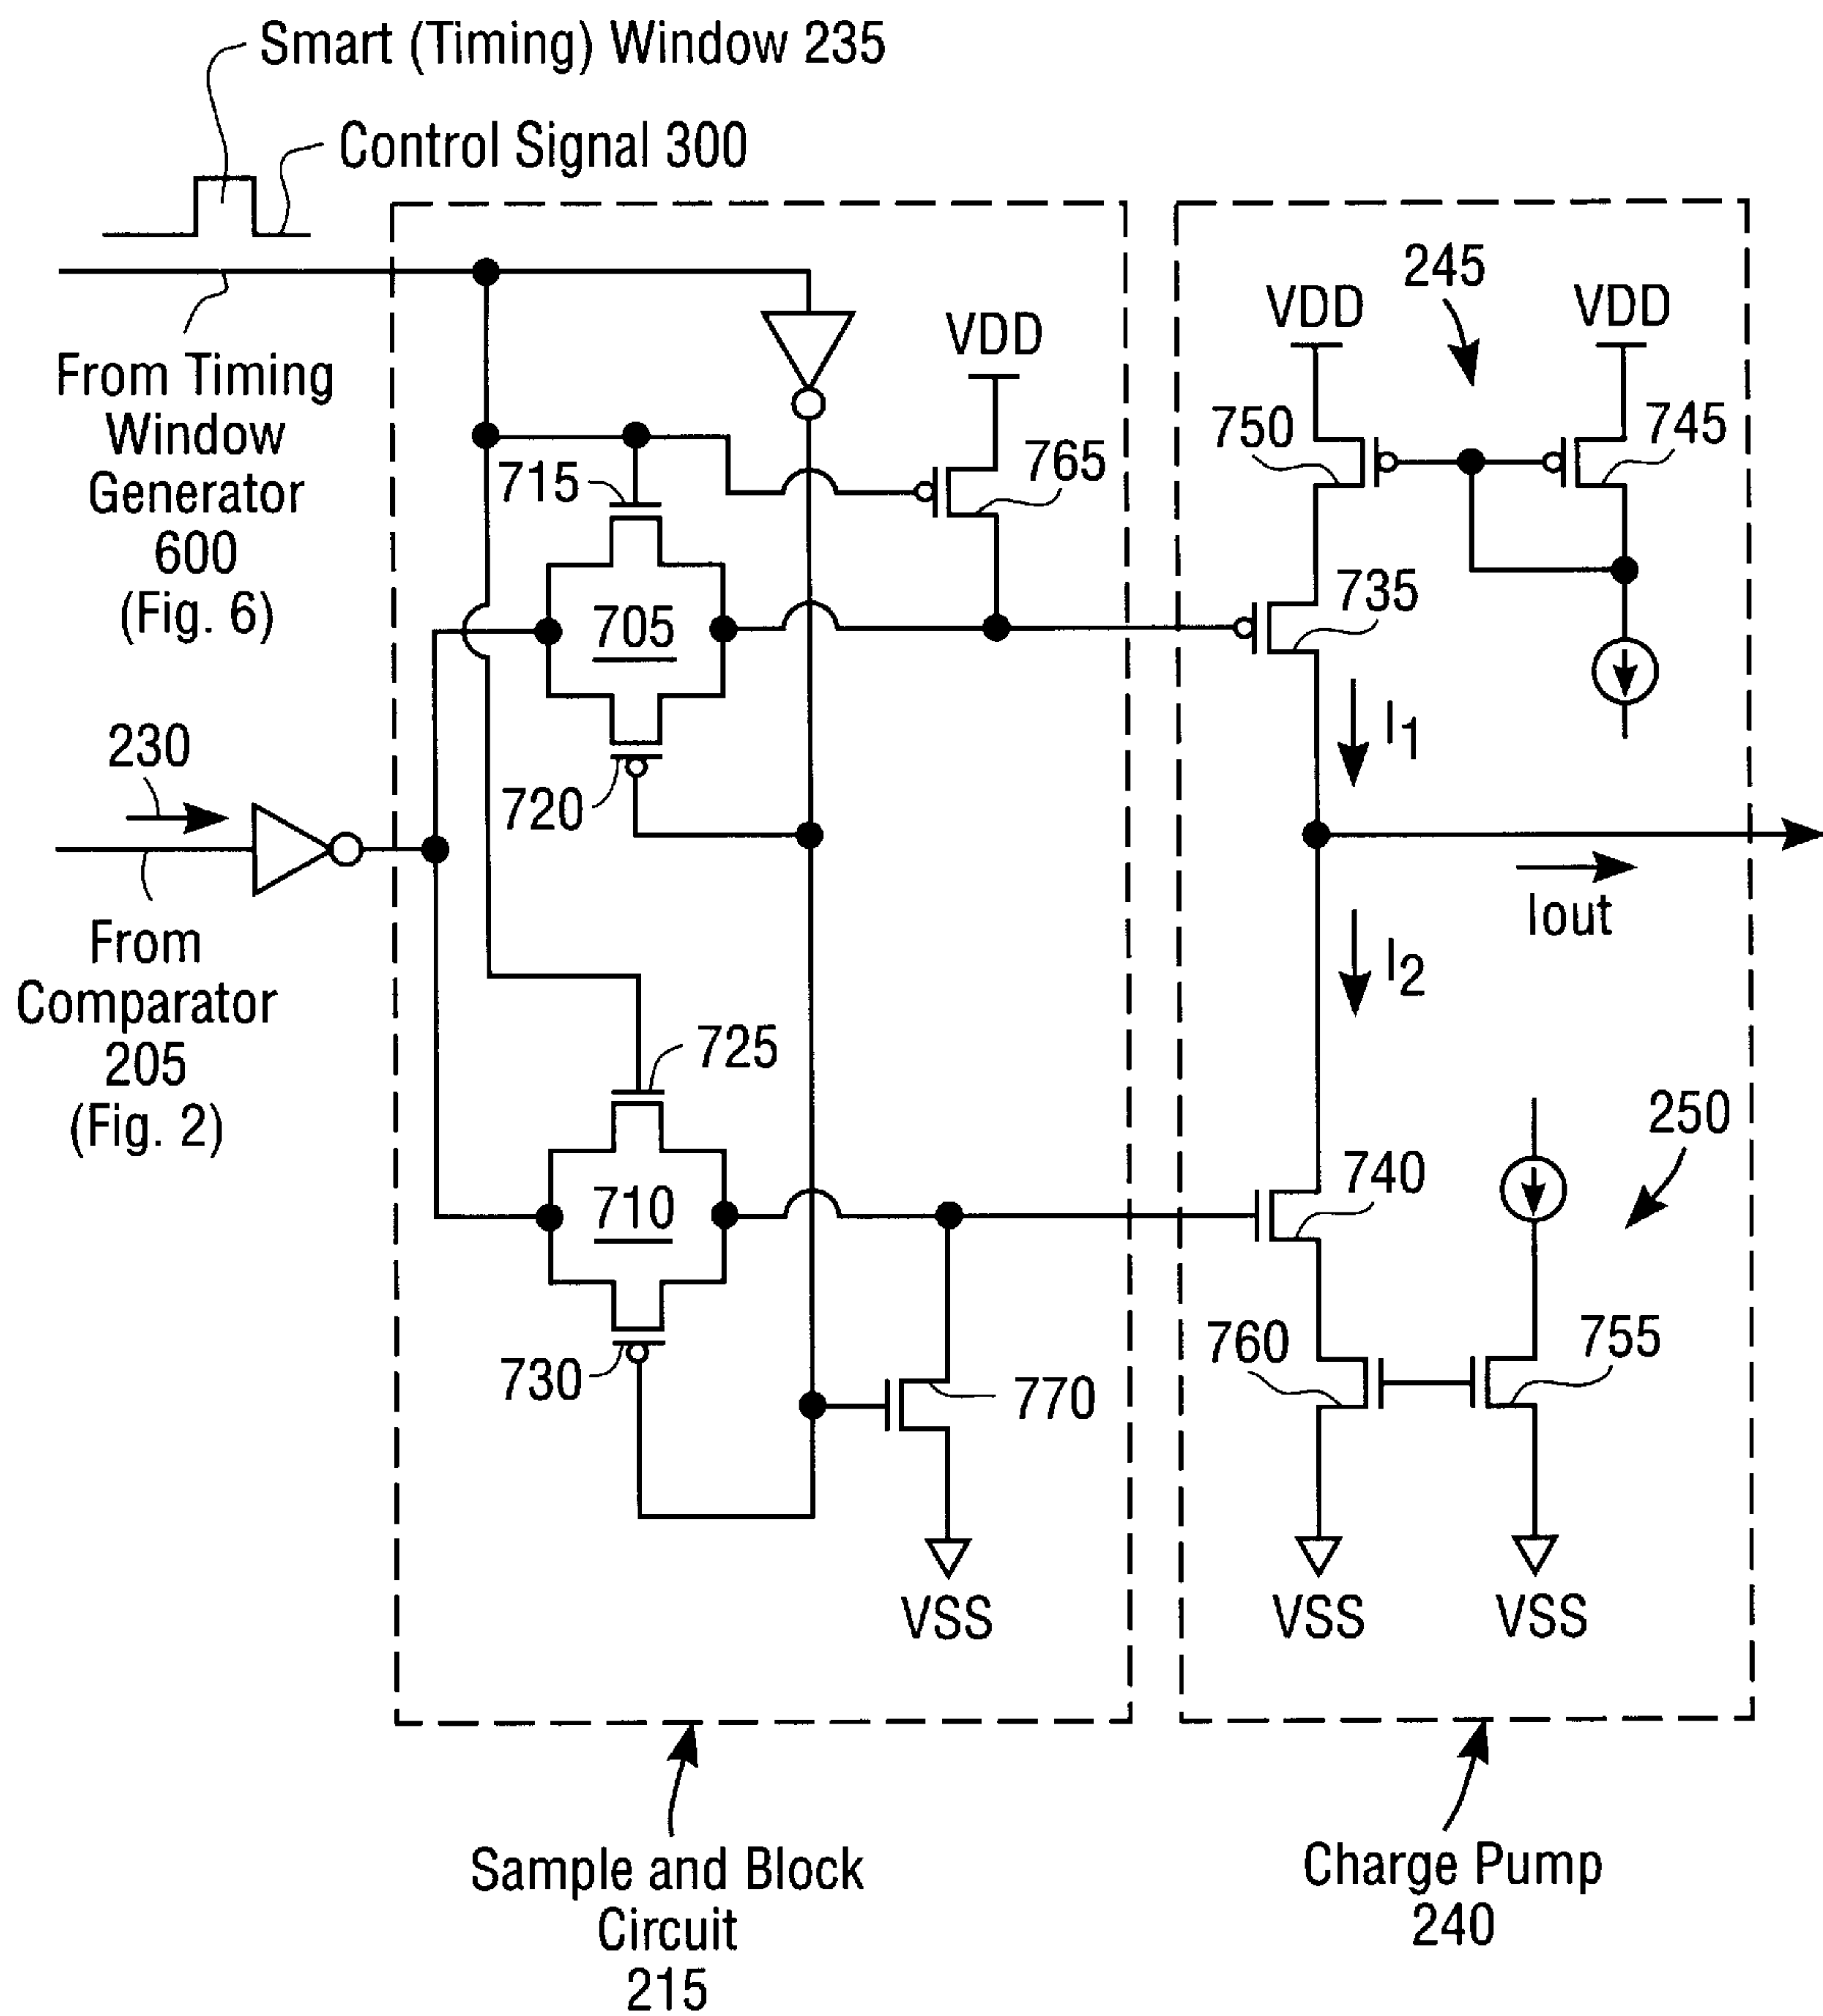 Smart (Timing) Window 235
Control Signal 300
From Timing
Window
Generator
600
(Fig. 6)
245
VDD
VDD
VDD
750
745
715
765
705
735
I1
230
720
Iout
From
Comparator
205
(Fig. 2)
I2
725
250
740
710
760
755
730
770
VSS
VSS
VSS
Sample and Block
Circuit
215
Charge Pump
240